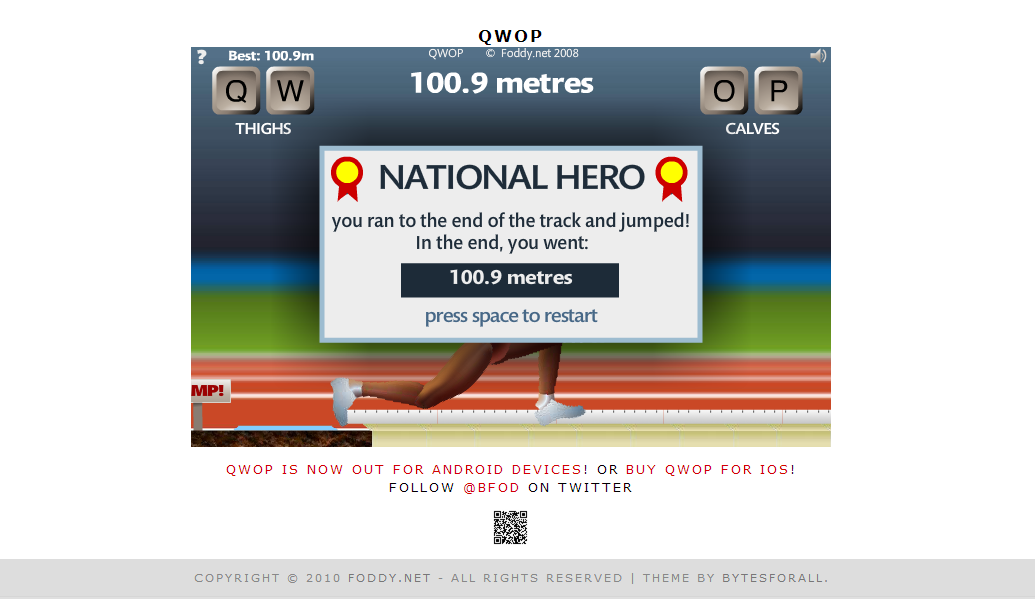 QWOP
? Best: 100.9m QWOP © Foddy.net 2008
100.9 metres
Q W O P
THIGHS CALVES
NATIONAL HERO
you ran to the end of the track and jumped!
In the end, you went:
100.9 metres
press space to restart
MP!
QWOP IS NOW OUT FOR ANDROID DEVICES! OR BUY QWOP FOR IOS!
FOLLOW @BFOD ON TWITTER
COPYRIGHT © 2010 FODDY.NET - ALL RIGHTS RESERVED | THEME BY BYTESFORALL.